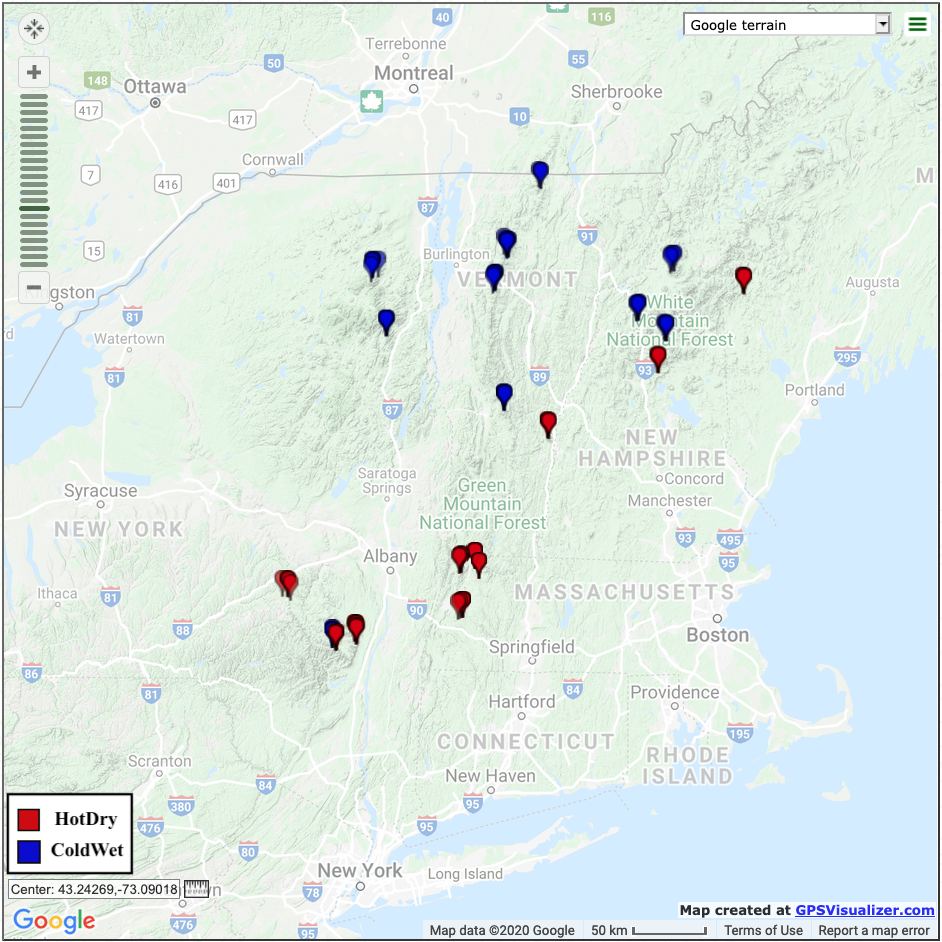 40
116
Google terrain
Terrebonne
Montreal
50
55
148
Ottawa
Sherbrooke
417
417
10
Cornwall
7
416
401
M
87
91
15
Burlington
VERMONT
Augusta
ngston
81
White
Mountain
National Forest
Watertown
rd
295
81
93
89
Portland
87
NEW
HAMPSHIRE
Saratoga
Springs
Concord
Syracuse
Green
Mountain
National Forest
Manchester
NEW YORK
93
495
95
Albany
Ithaca
81
MASSACHUSETTS
90
88
Boston
Springfield
86
81
84
Hartford
Providence
195
CONNECTICUT
RHODE
ISLAND
Scranton
New Haven
84
95
380
HotDry
476
95
ColdWet
80
New York
Long Island
Center: 43.24269,-73.09018
wn
78
Map created at GPSVisualizer.com
Google
476
95
Map data ©2020 Google
50 km
Terms of Use
Report a map error